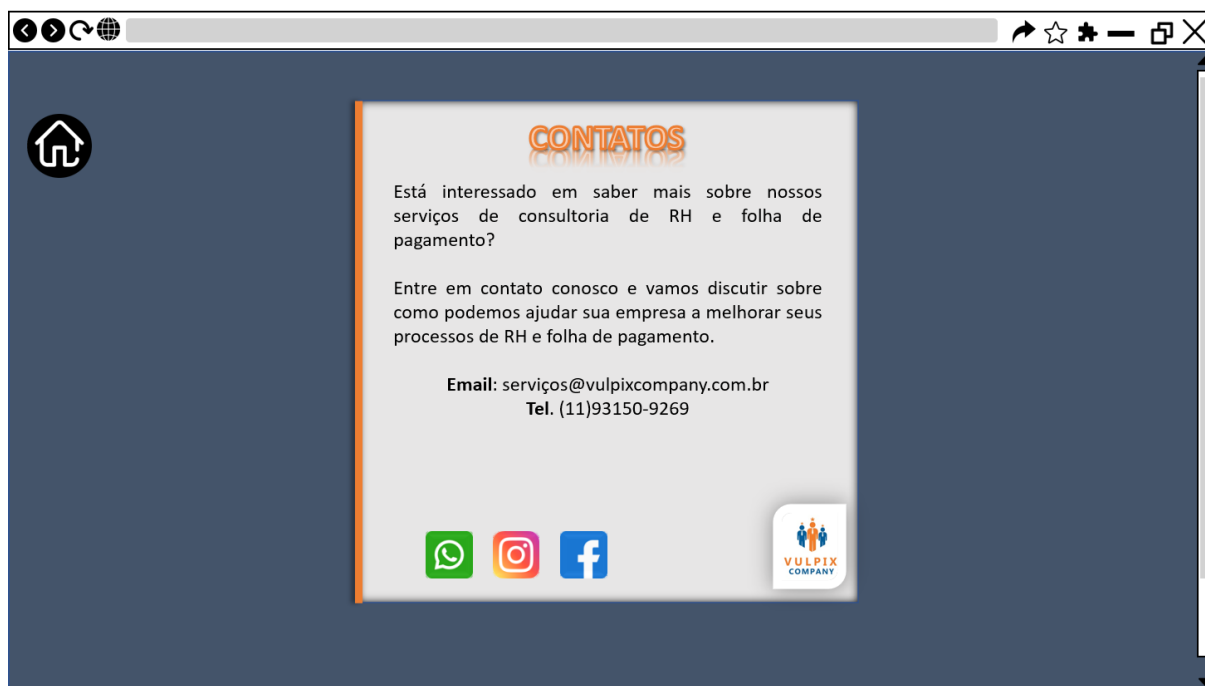 CONTATOS
Está interessado em saber mais sobre nossos
serviços de consultoria de RH e folha de
pagamento?
Entre em contato conosco e vamos discutir sobre
como podemos ajudar sua empresa a melhorar seus
processos de RH e folha de pagamento.
Email: serviços@vulpixcompany.com.br
Tel. (11)93150-9269
VULPIX
COMPANY